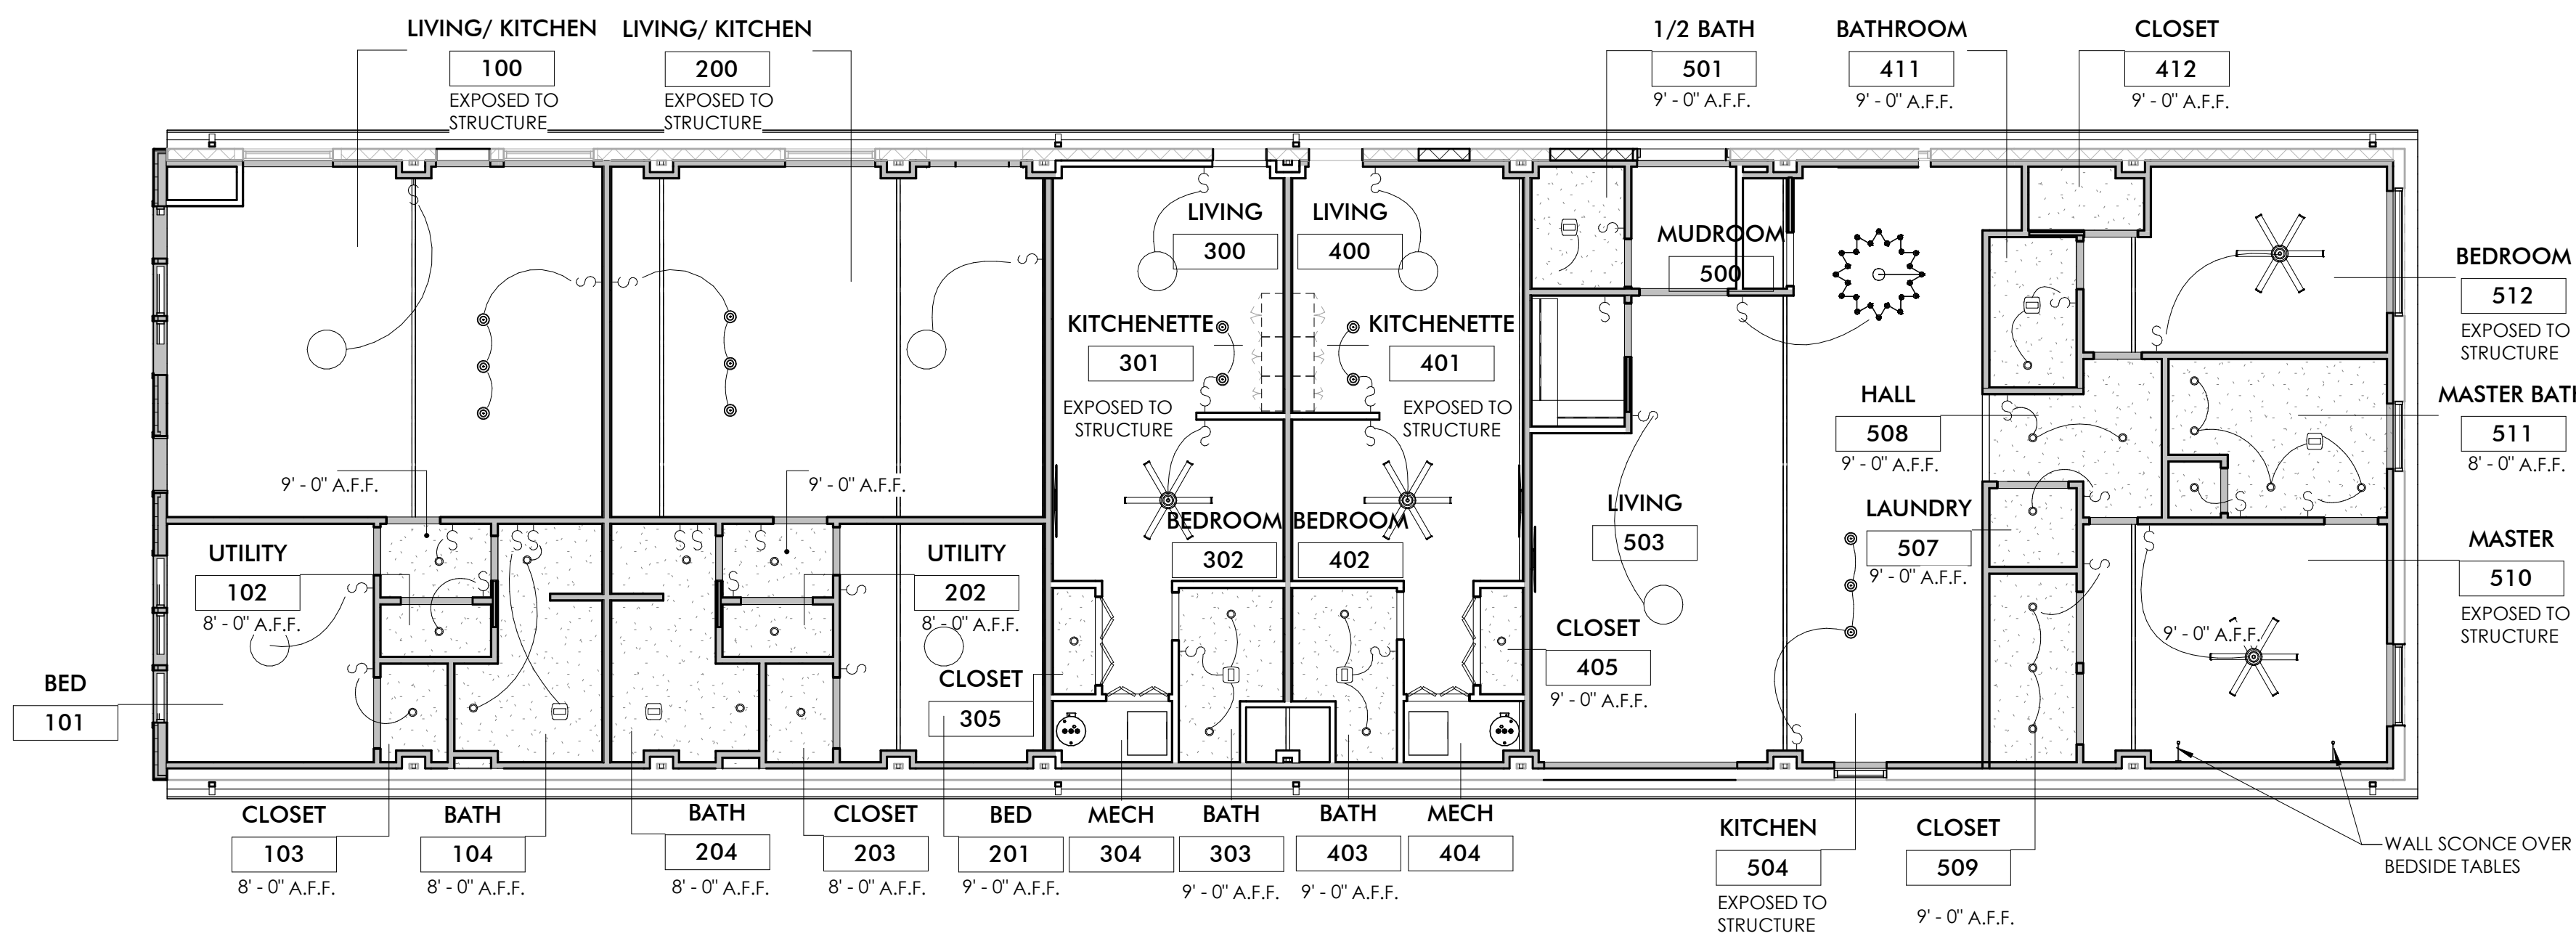 LIVING/ KITCHEN
100
EXPOSED TO
STRUCTURE
LIVING/ KITCHEN
200
EXPOSED TO
STRUCTURE
1/2 BATH
501
9' - 0" A.F.F.
BATHROOM
411
9' - 0" A.F.F.
CLOSET
412
9' - 0" A.F.F.
LIVING
300
LIVING
400
MUDROOM
500
BEDROOM
512
EXPOSED TO
STRUCTURE
KITCHENETTE
301
EXPOSED TO
STRUCTURE
KITCHENETTE
401
EXPOSED TO
STRUCTURE
HALL
508
9' - 0" A.F.F.
MASTER BATH
511
8' - 0" A.F.F.
9' - 0" A.F.F.
9' - 0" A.F.F.
UTILITY
102
8' - 0" A.F.F.
UTILITY
202
8' - 0" A.F.F.
BEDROOM
302
BEDROOM
402
LIVING
503
LAUNDRY
507
9' - 0" A.F.F.
MASTER
510
EXPOSED TO
STRUCTURE
9' - 0" A.F.F.
BED
101
CLOSET
305
CLOSET
405
9' - 0" A.F.F.
CLOSET
103
8' - 0" A.F.F.
BATH
104
8' - 0" A.F.F.
BATH
204
8' - 0" A.F.F.
CLOSET
203
8' - 0" A.F.F.
BED
201
9' - 0" A.F.F.
MECH
304
BATH
303
9' - 0" A.F.F.
BATH
403
9' - 0" A.F.F.
MECH
404
KITCHEN
504
EXPOSED TO
STRUCTURE
CLOSET
509
9' - 0" A.F.F.
WALL SCONCE OVER
BEDSIDE TABLES